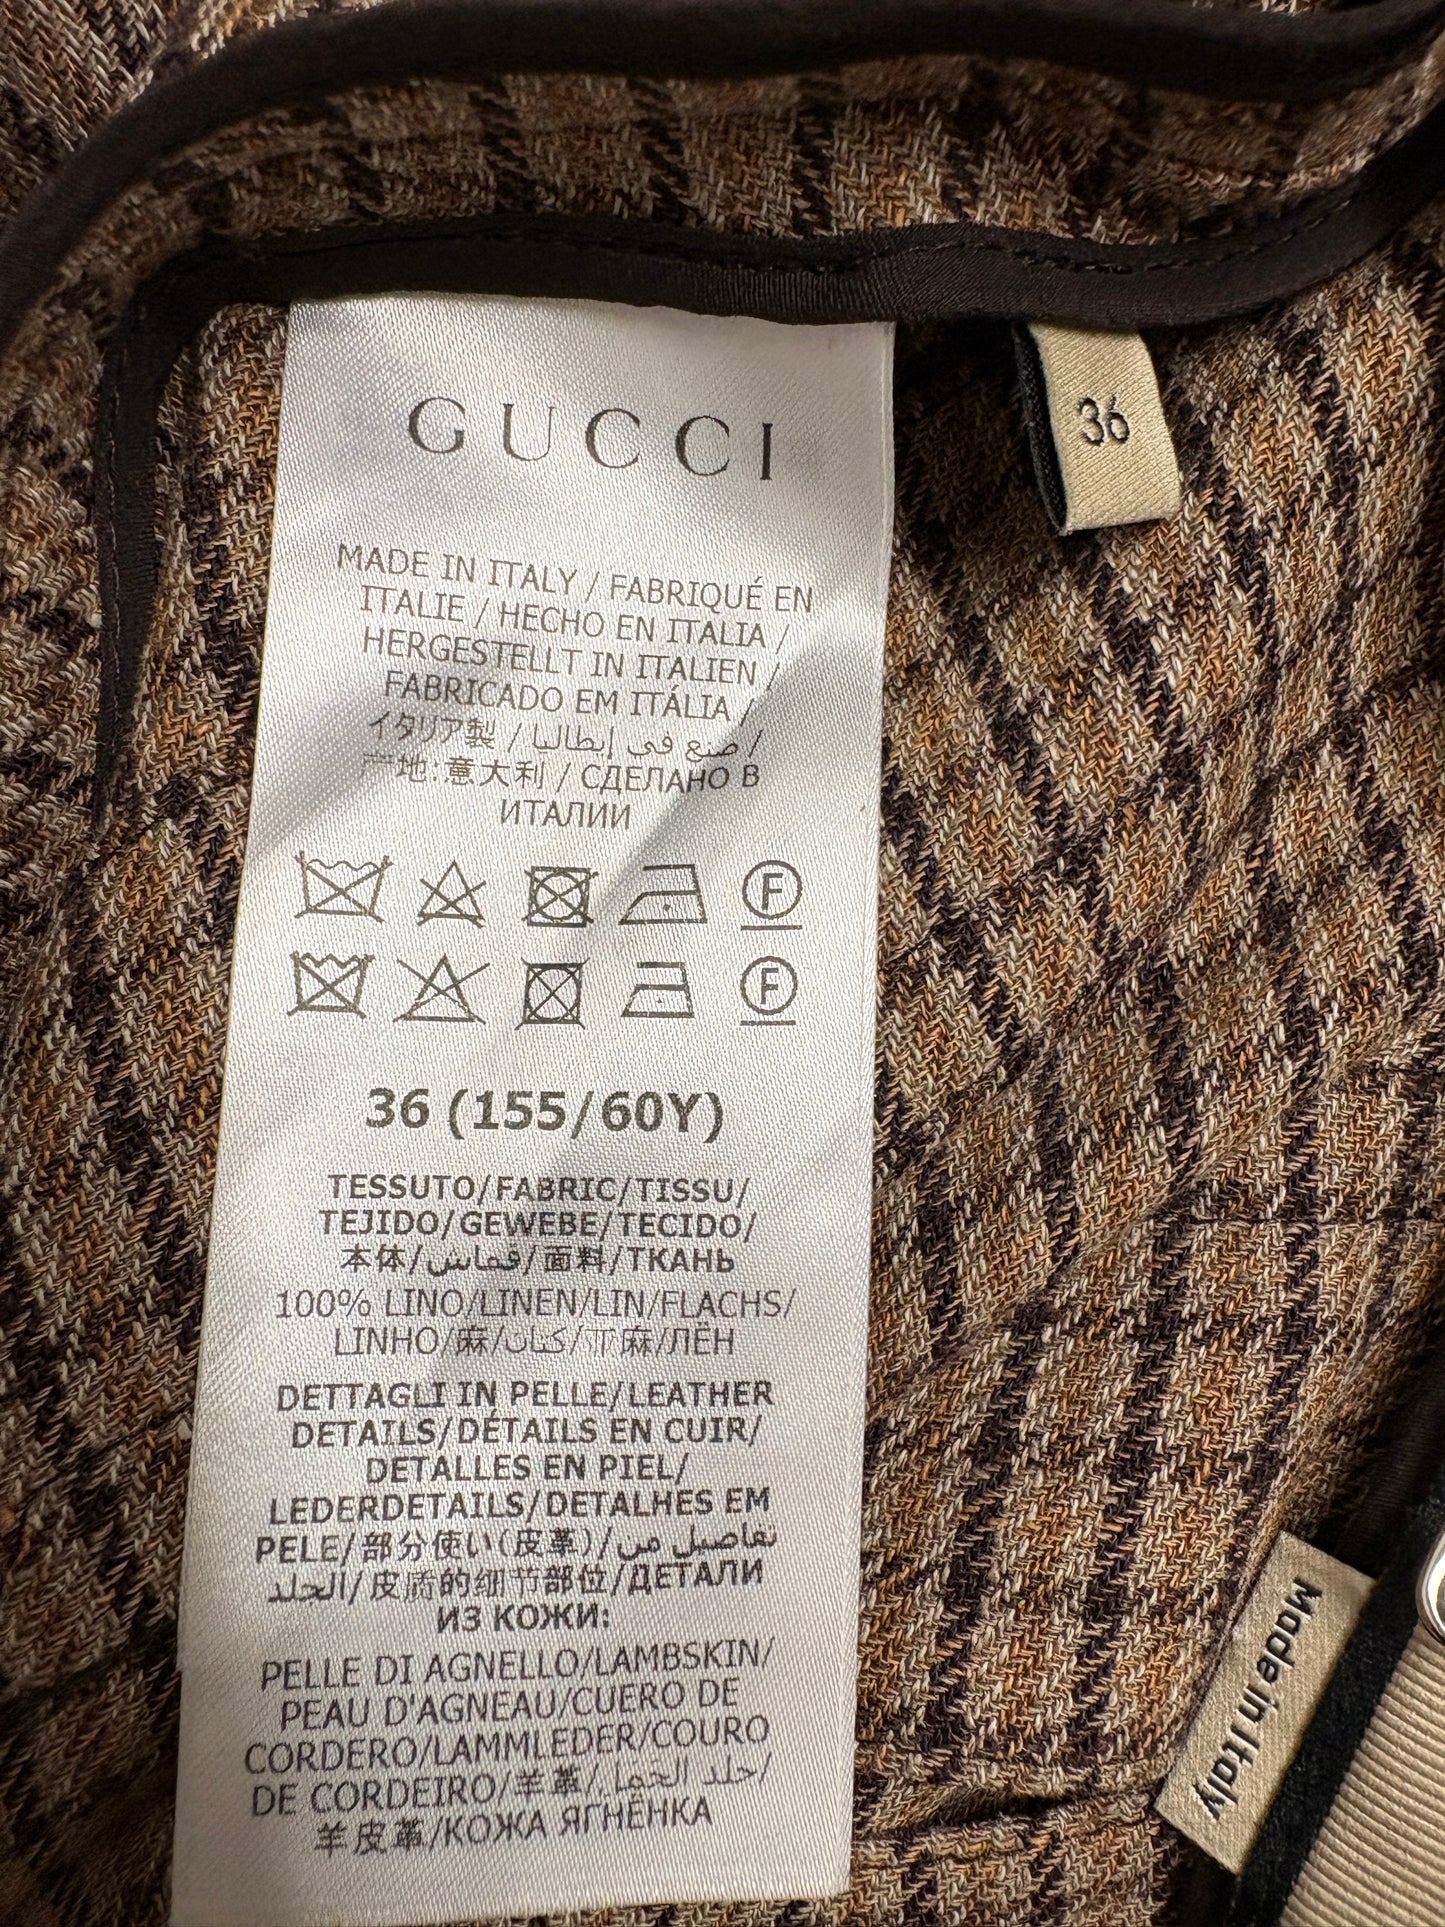 GUCCI
36
MADE IN ITALY / FABRIQUÉ EN
ITALIE / HECHO EN ITALIA /
HERGESTELLT IN ITALIEN /
FABRICADO EM ITÁLIA /
イタリア製 / صنع في إيطاليا /
产地:意大利 / СДЕЛАНО В
ИТАЛИИ
F
F
36 (155/60Y)
TESSUTO/FABRIC/TISSU/
TEJIDO/GEWEBE/TECIDO/
本体/قماش/面料/ТКАНЬ
100% LINO/LINEN/LIN/FLACHS/
LINHO/麻/كتان/亚麻/ЛЁН
DETTAGLI IN PELLE/LEATHER
DETAILS/DÉTAILS EN CUIR/
DETALLES EN PIEL/
LEDERDETAILS/DETALHES EM
PELE/部分使い(皮革)/تفاصيل من
الجلد/皮质的细节部位/ДЕТАЛИ
ИЗ КОЖИ:
PELLE DI AGNELLO/LAMBSKIN/
PEAU D'AGNEAU/CUERO DE
CORDERO/LAMMLEDER/COURO
DE CORDEIRO/羊革/جلد الحمل/
羊皮革/КОЖА ЯГНЁНКА
Made in Italy